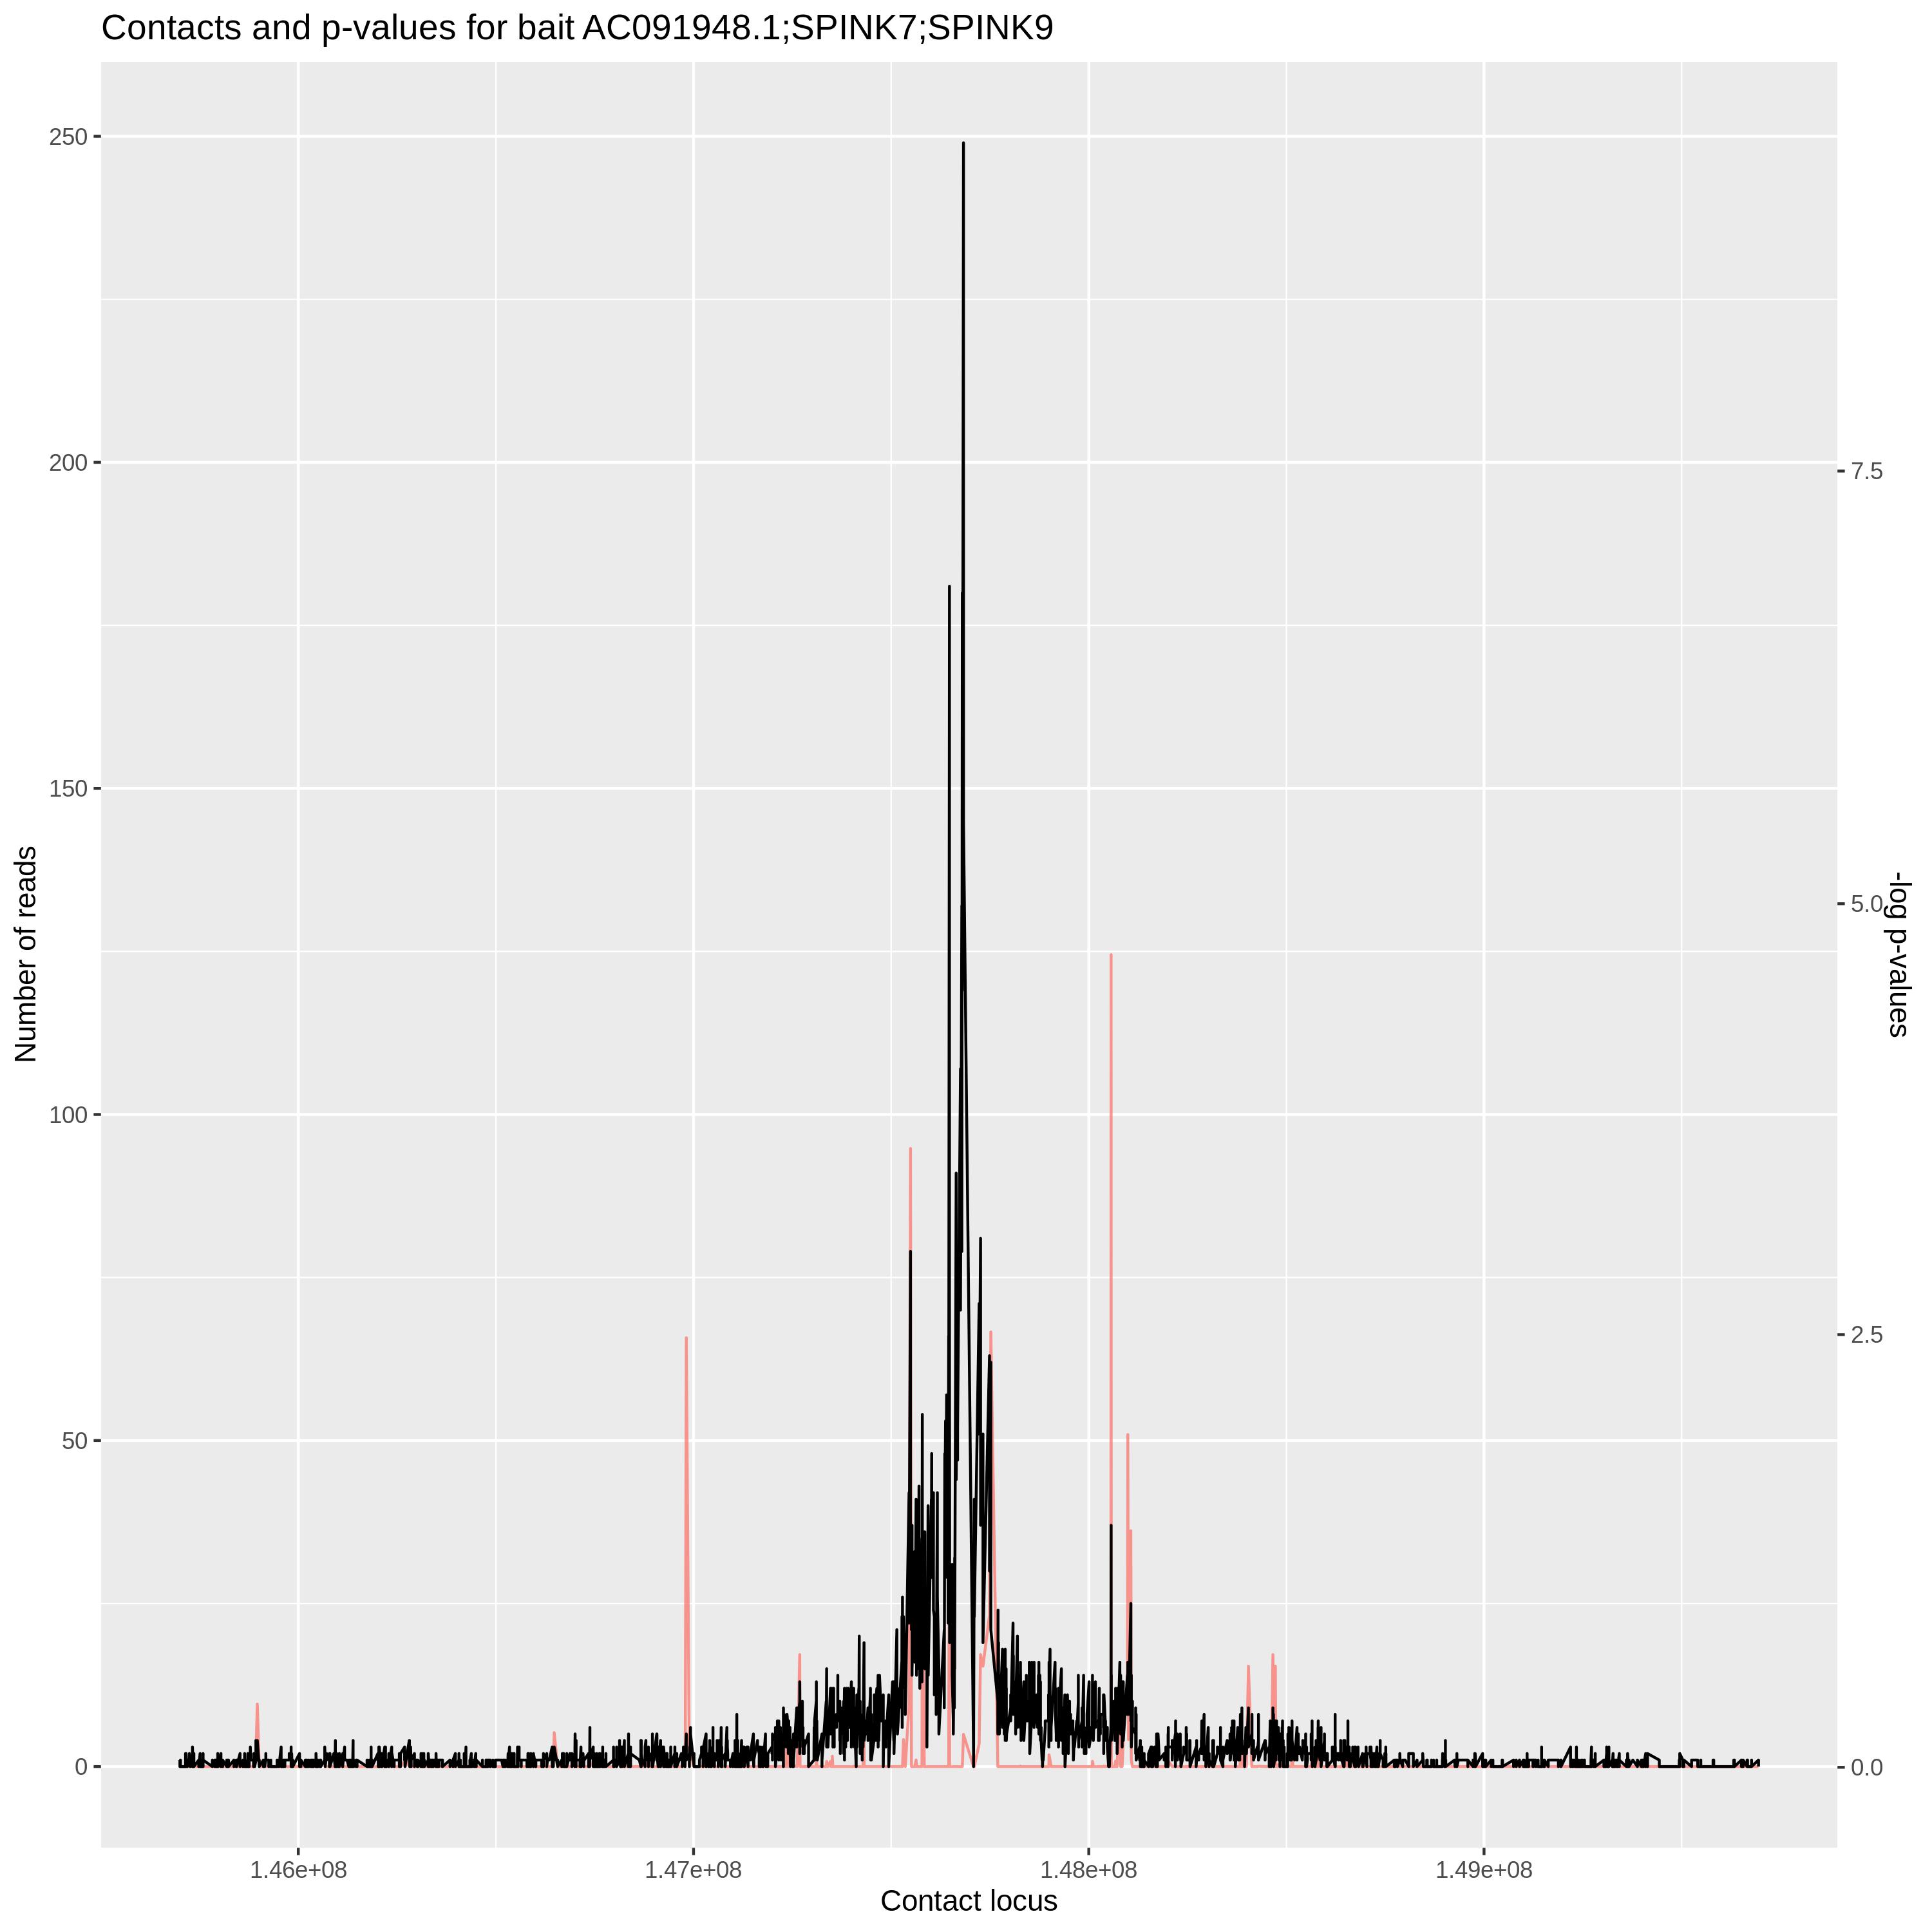 Contacts and p-values for bait AC091948.1;SPINK7;SPINK9
250
200
150
100
50
0
Number of reads
7.5
5.0
2.5
0.0
-log p-values
1.46e+08
1.47e+08
1.48e+08
1.49e+08
Contact locus